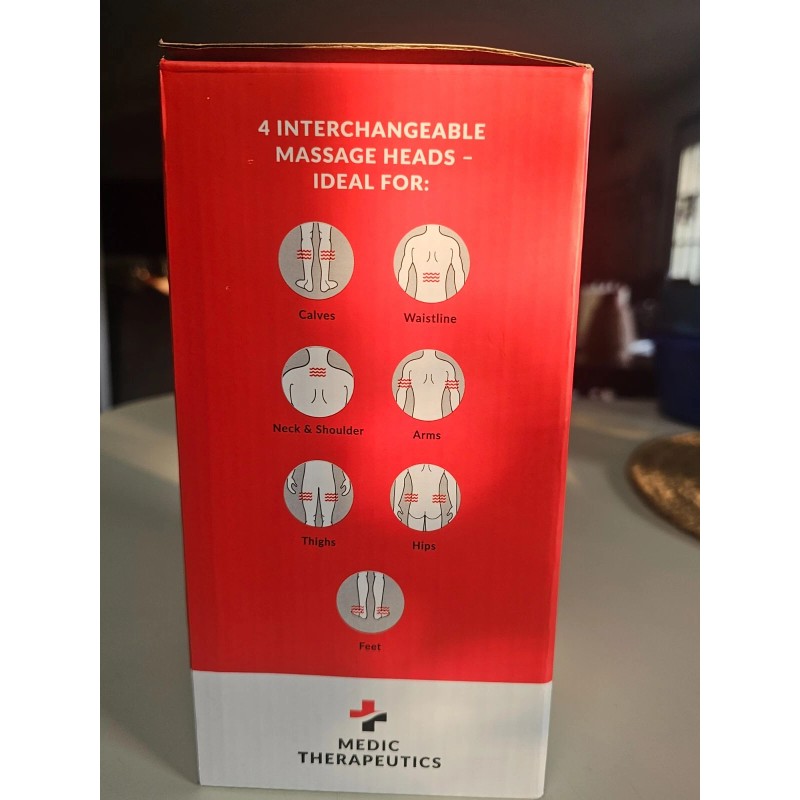 4 INTERCHANGEABLE
MASSAGE HEADS –
IDEAL FOR:
Calves
Waistline
Neck & Shoulder
Arms
Thighs
Hips
Feet
MEDIC
THERAPEUTICS